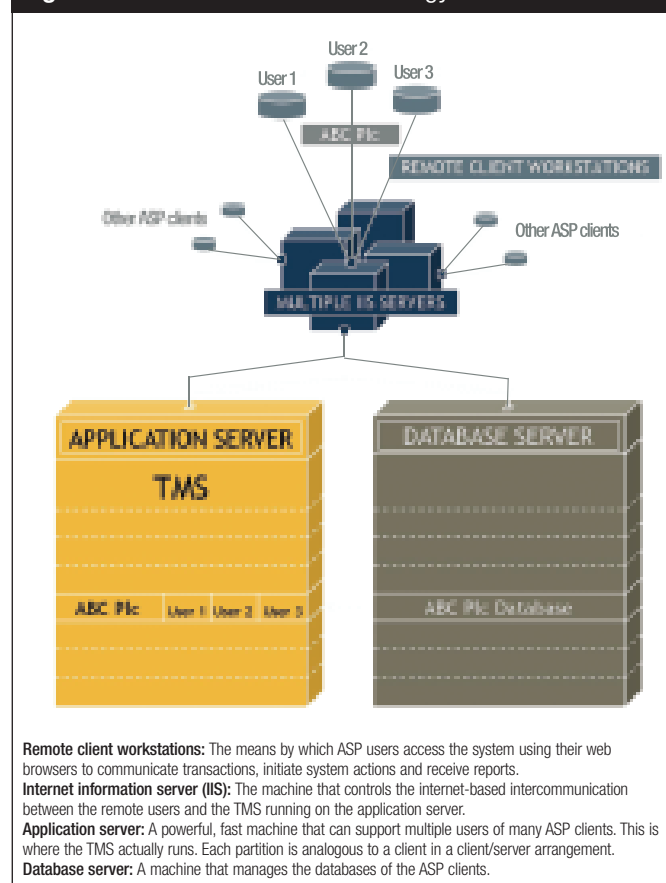 User 2
User 1
User 3
ABC Plc
REMOTE CLIENT WORKSTATIONS
Other ASP clients
Other ASP clients
MULTIPLE IIS SERVERS
APPLICATION SERVER
DATABASE SERVER
TMS
ABC Plc User 1 User 2 User 3
ABC Plc Database
Remote client workstations: The means by which ASP users access the system using their web
browsers to communicate transactions, initiate system actions and receive reports.
Internet information server (IIS): The machine that controls the internet-based intercommunication
between the remote users and the TMS running on the application server.
Application server: A powerful, fast machine that can support multiple users of many ASP clients. This is
where the TMS actually runs. Each partition is analogous to a client in a client/server arrangement.
Database server: A machine that manages the databases of the ASP clients.